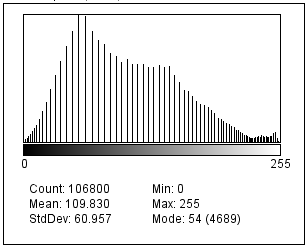 0 255
Count: 106800 Min: 0
Mean: 109.830 Max: 255
StdDev: 60.957 Mode: 54 (4689)